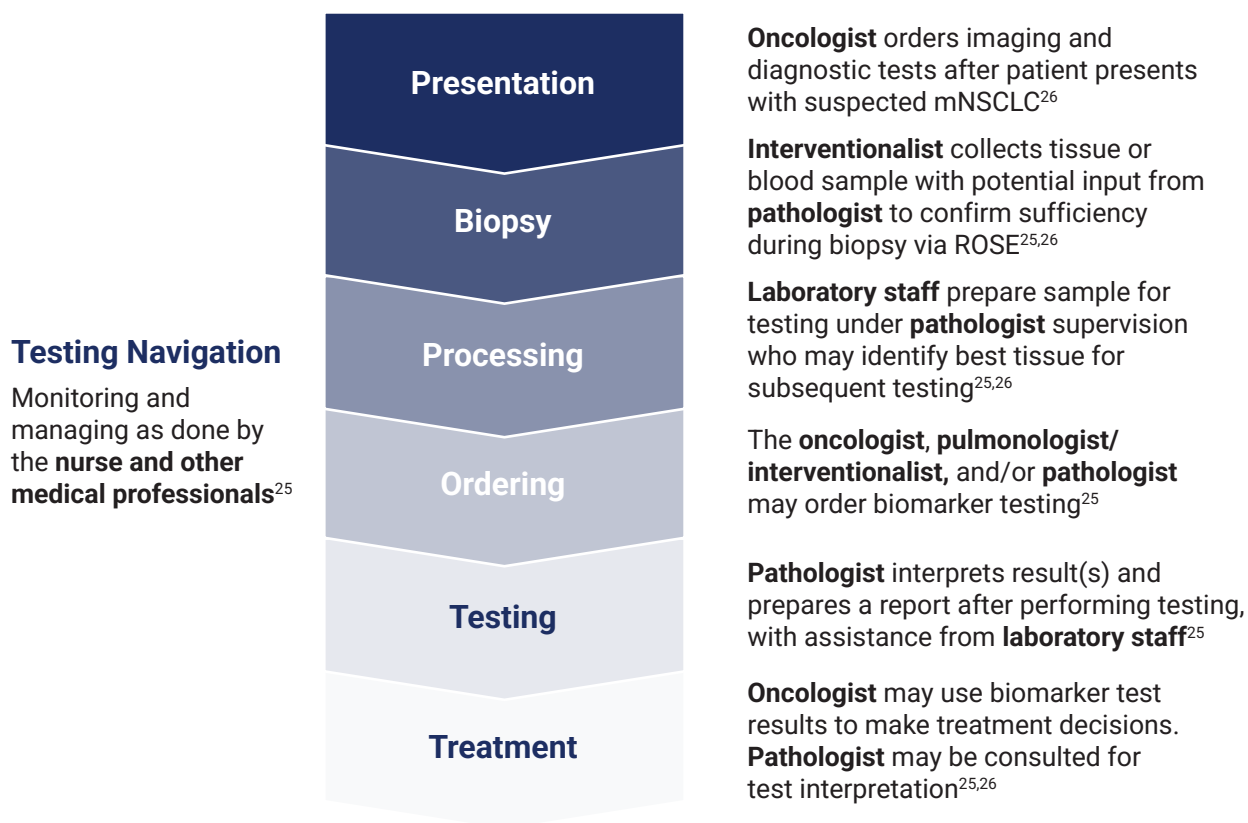 Presentation
Oncologist orders imaging and
diagnostic tests after patient presents
with suspected mNSCLC26
Biopsy
Interventionalist collects tissue or
blood sample with potential input from
pathologist to confirm sufficiency
during biopsy via ROSE25,26
Testing Navigation
Monitoring and
managing as done by
the nurse and other
medical professionals25
Processing
Laboratory staff prepare sample for
testing under pathologist supervision
who may identify best tissue for
subsequent testing25,26
Ordering
The oncologist, pulmonologist/
interventionalist, and/or pathologist
may order biomarker testing25
Testing
Pathologist interprets result(s) and
prepares a report after performing testing,
with assistance from laboratory staff25
Treatment
Oncologist may use biomarker test
results to make treatment decisions.
Pathologist may be consulted for
test interpretation25,26